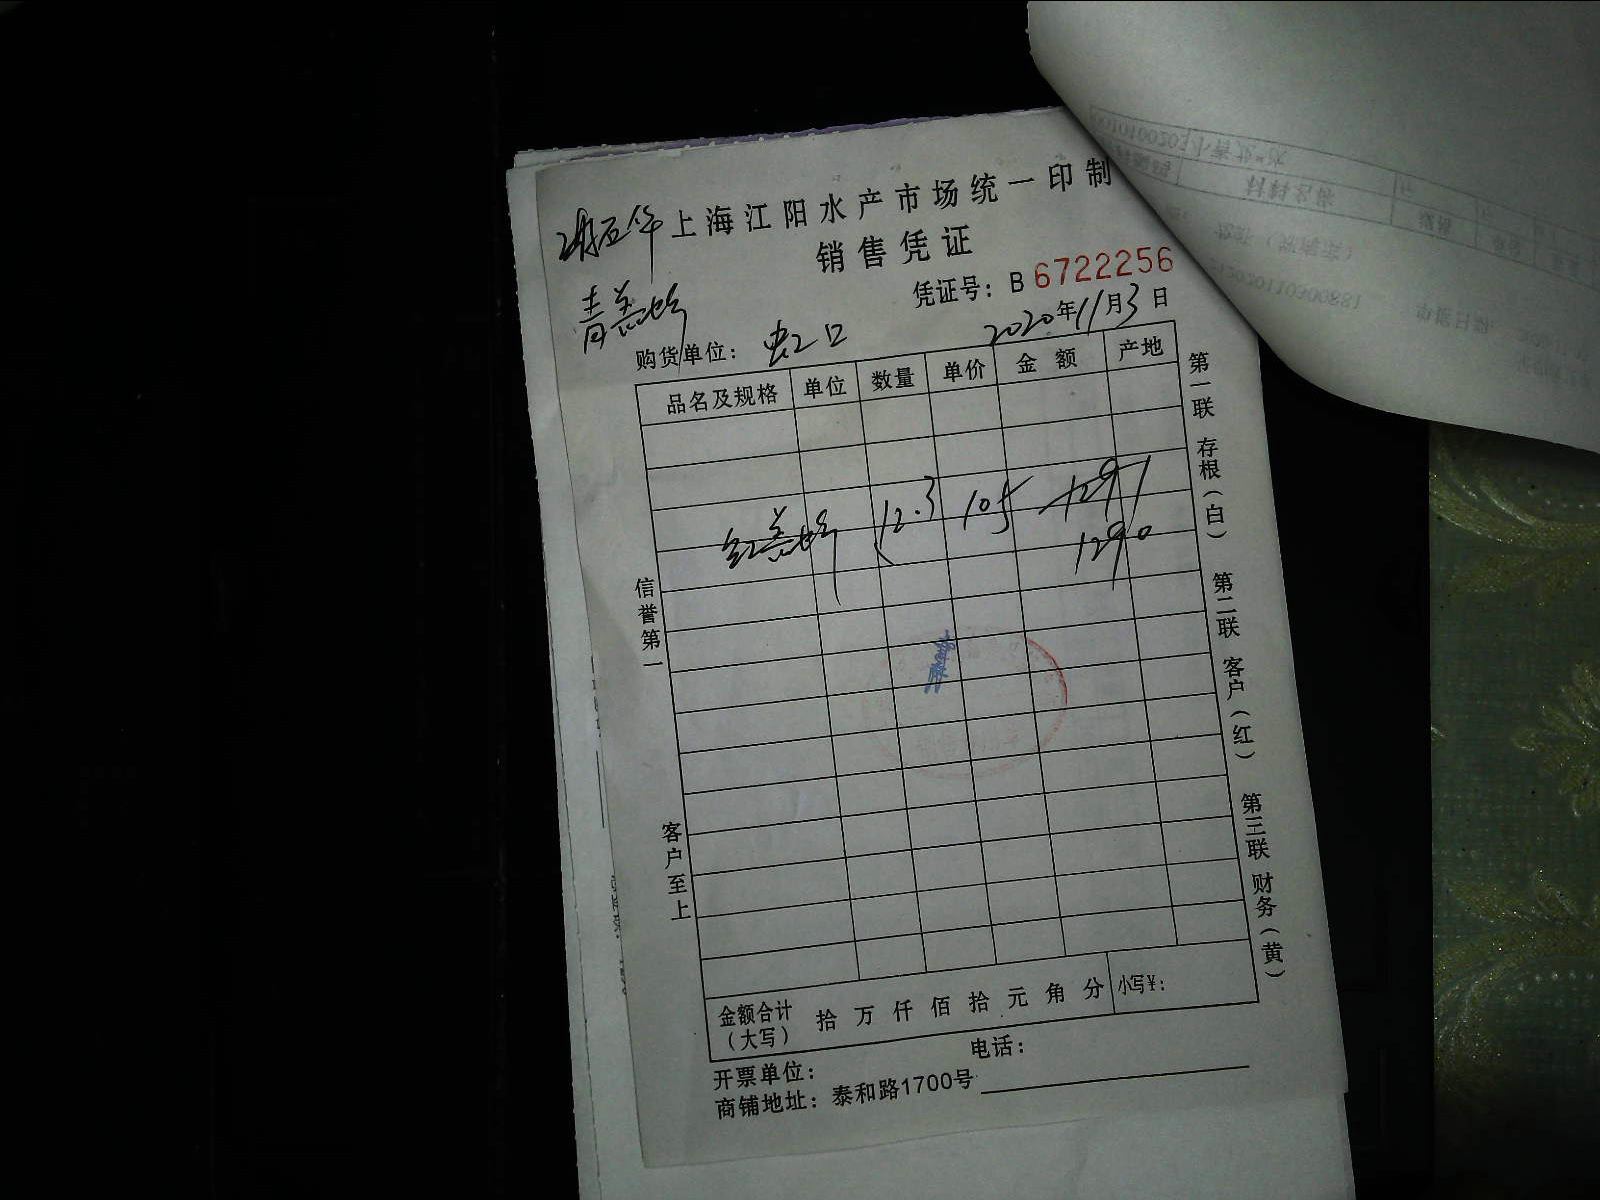 上海江阳水产市场统一印制
销售凭证
凭证号：B 6722256
2020年11月3日
购货单位：虹口
品名及规格 单位 数量 单价 金额 产地
12.3 105 1291
1290
信誉第一
客户至上
第一联 存根（白）
第二联 客户（红）
第三联 财务（黄）
金额合计（大写） 拾 万 仟 佰 拾 元 角 分 小写¥：
开票单位： 电话：
商铺地址：泰和路1700号